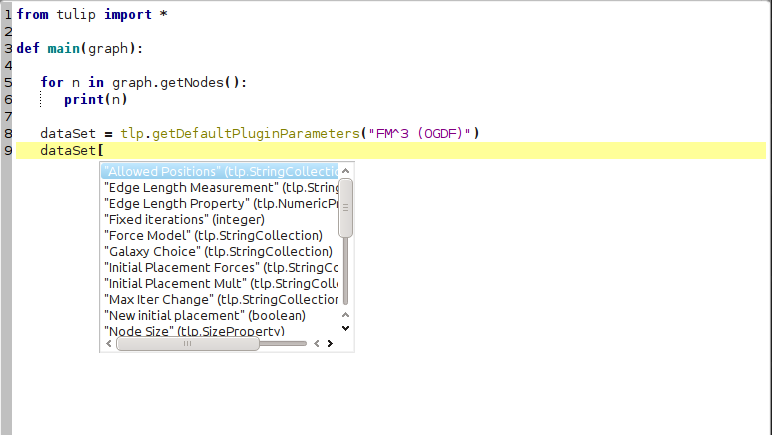 1 from tulip import *
2
3 def main(graph):
4
5 for n in graph.getNodes():
6 print(n)
7
8 dataSet = tlp.getDefaultPluginParameters("FM^3 (OGDF)")
9 dataSet[
"Allowed Positions" (tlp.StringCollectic
"Edge Length Measurement" (tlp.String
"Edge Length Property" (tlp.NumericPr
"Fixed iterations" (integer)
"Force Model" (tlp.StringCollection)
"Galaxy Choice" (tlp.StringCollection)
"Initial Placement Forces" (tlp.StringCc
"Initial Placement Mult" (tlp.StringColle
"Max Iter Change" (tlp.StringCollection
"New initial placement" (boolean)
"Node Size" (tlp.SizeProperty)